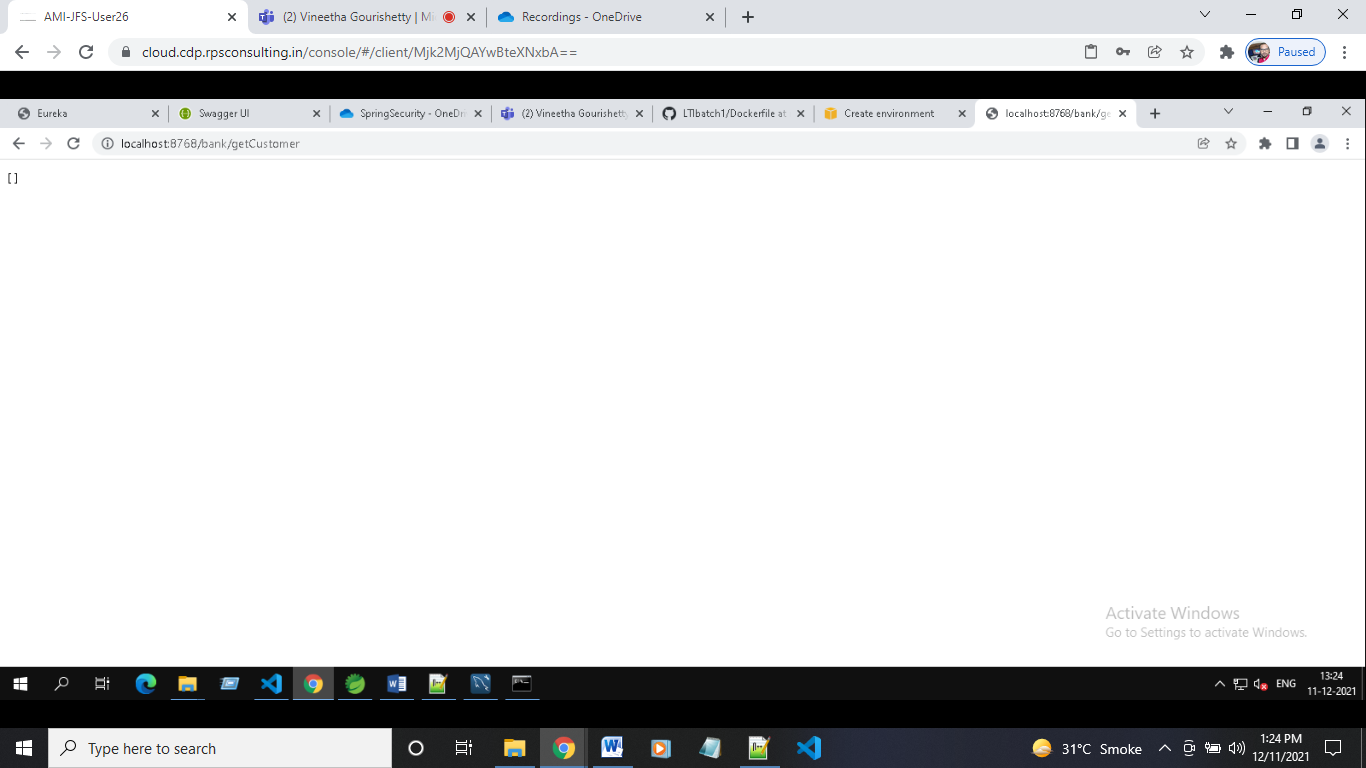 AMI-JFS-User26
(2) Vineetha Gourishetty | Mi
Recordings - OneDrive
cloud.cdp.rpsconsulting.in/console/#/client/Mjk2MjQAYwBteXNxbA==
Paused
Eureka
Swagger UI
SpringSecurity - OneDri
(2) Vineetha Gourishetty
LTIbatch1/Dockerfile at
Create environment
localhost:8768/bank/ge
localhost:8768/bank/getCustomer
[]
Activate Windows
Go to Settings to activate Windows.
ENG
13:24
11-12-2021
Type here to search
31°C Smoke
1:24 PM
12/11/2021